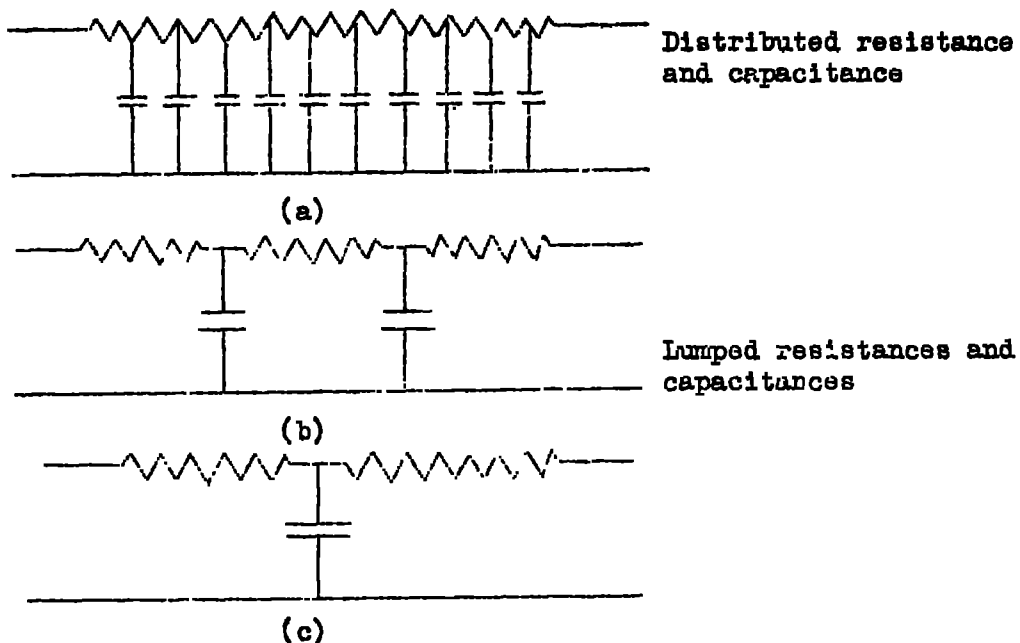 Distributed resistance
and capacitance
(a)
Lumped resistances and
capacitances
(b)
(c)